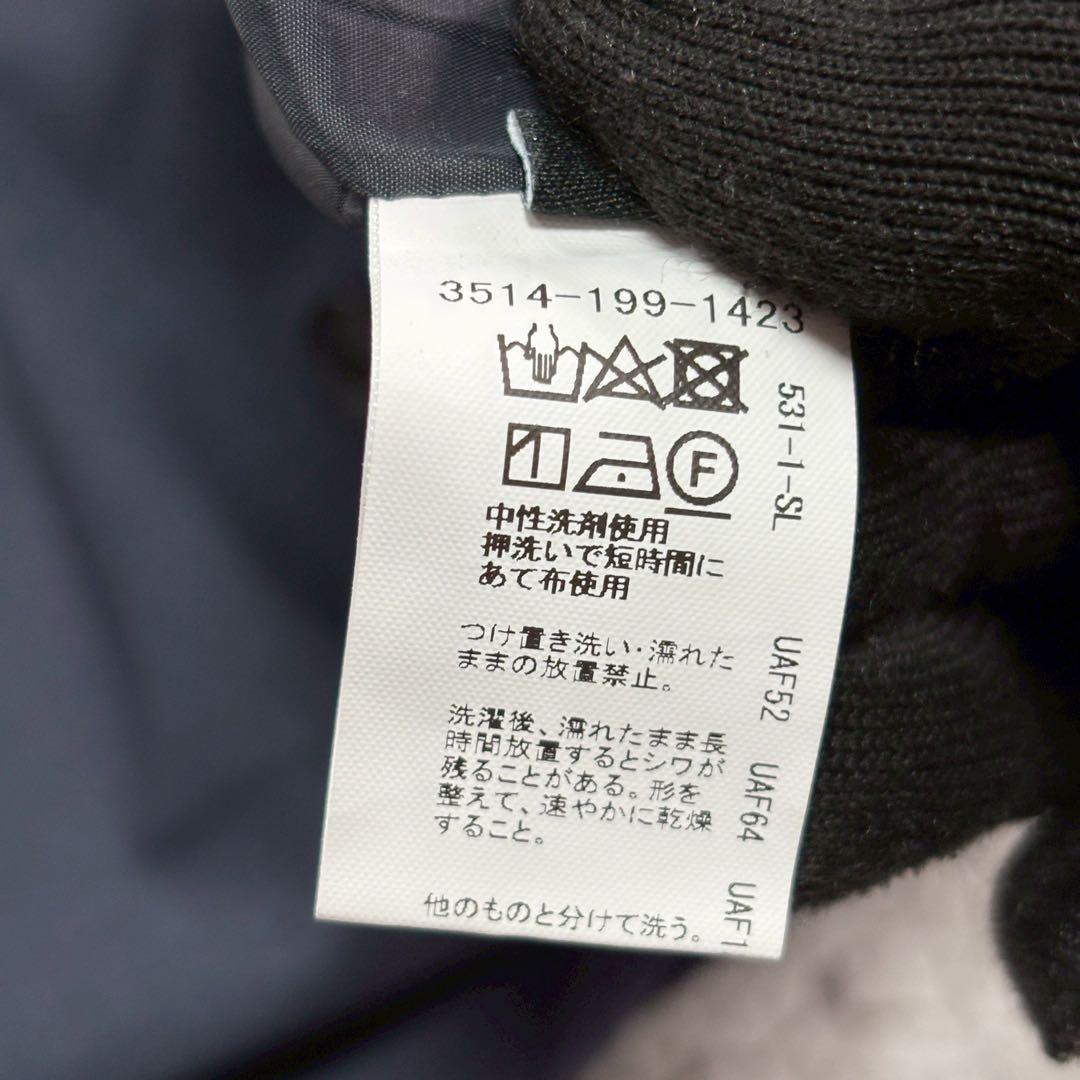 3514-199-1423
F
中性洗剤使用
押洗いで短時間に
あて布使用
つけ置き洗い・濡れた
ままの放置禁止。
洗濯後、濡れたまま長
時間放置するとシワが
残ることがある。形を
整えて、速やかに乾燥
すること。
他のものと分けて洗う。
531-1-SL
UAF52
UAF64
UAF1